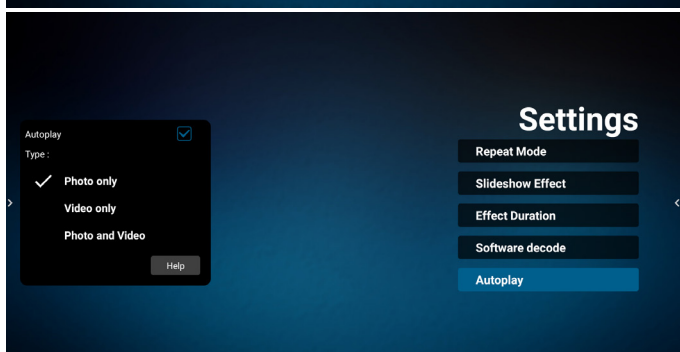 Settings
Autoplay
Type :
Photo only
Video only
Photo and Video
Help
Repeat Mode
Slideshow Effect
Effect Duration
Software decode
Autoplay